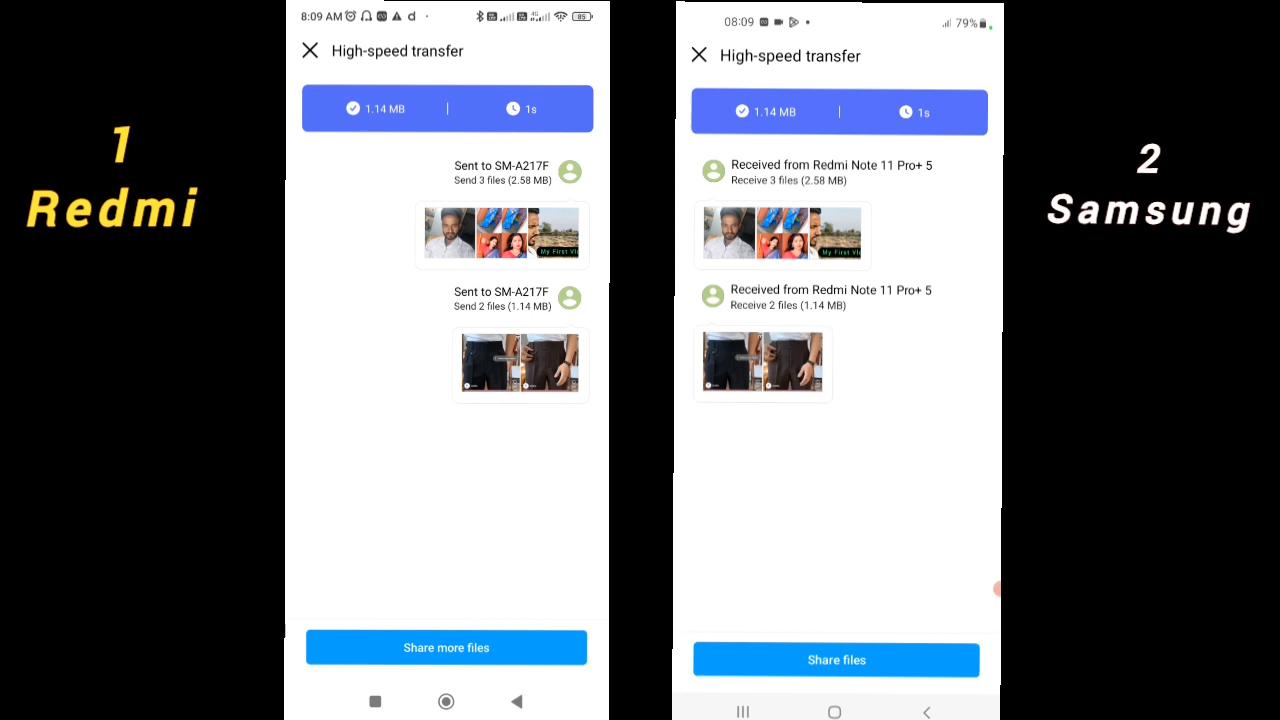 1
Redmi
8:09 AM
85
High-speed transfer
1.14 MB
1s
Sent to SM-A217F
Send 3 files (2.58 MB)
My First Vl
Sent to SM-A217F
Send 2 files (1.14 MB)
Share more files
08:09
79%
High-speed transfer
1.14 MB
1s
Received from Redmi Note 11 Pro+ 5
Receive 3 files (2.58 MB)
My First Vl
Received from Redmi Note 11 Pro+ 5
Receive 2 files (1.14 MB)
Share files
2
Samsung